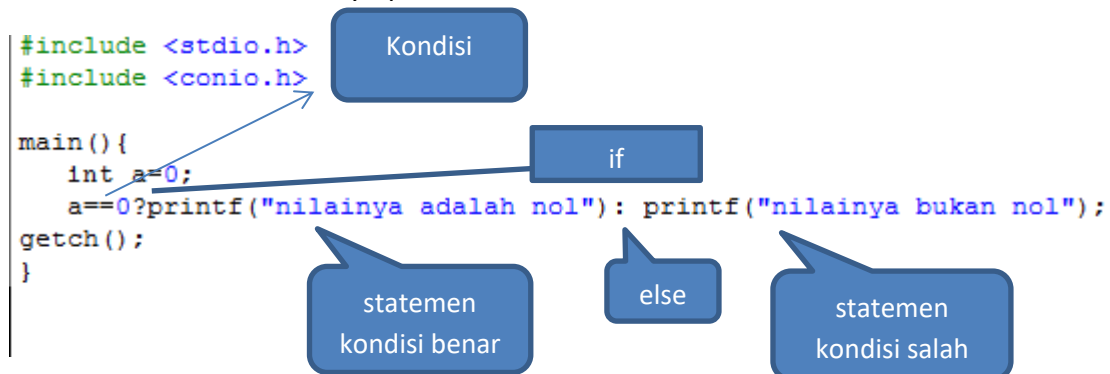 #include <stdio.h>
#include <conio.h>
Kondisi
main(){
if
int a=0;
a==0?printf("nilainya adalah nol"): printf("nilainya bukan nol");
getch();
}
statemen
kondisi benar
else
statemen
kondisi salah